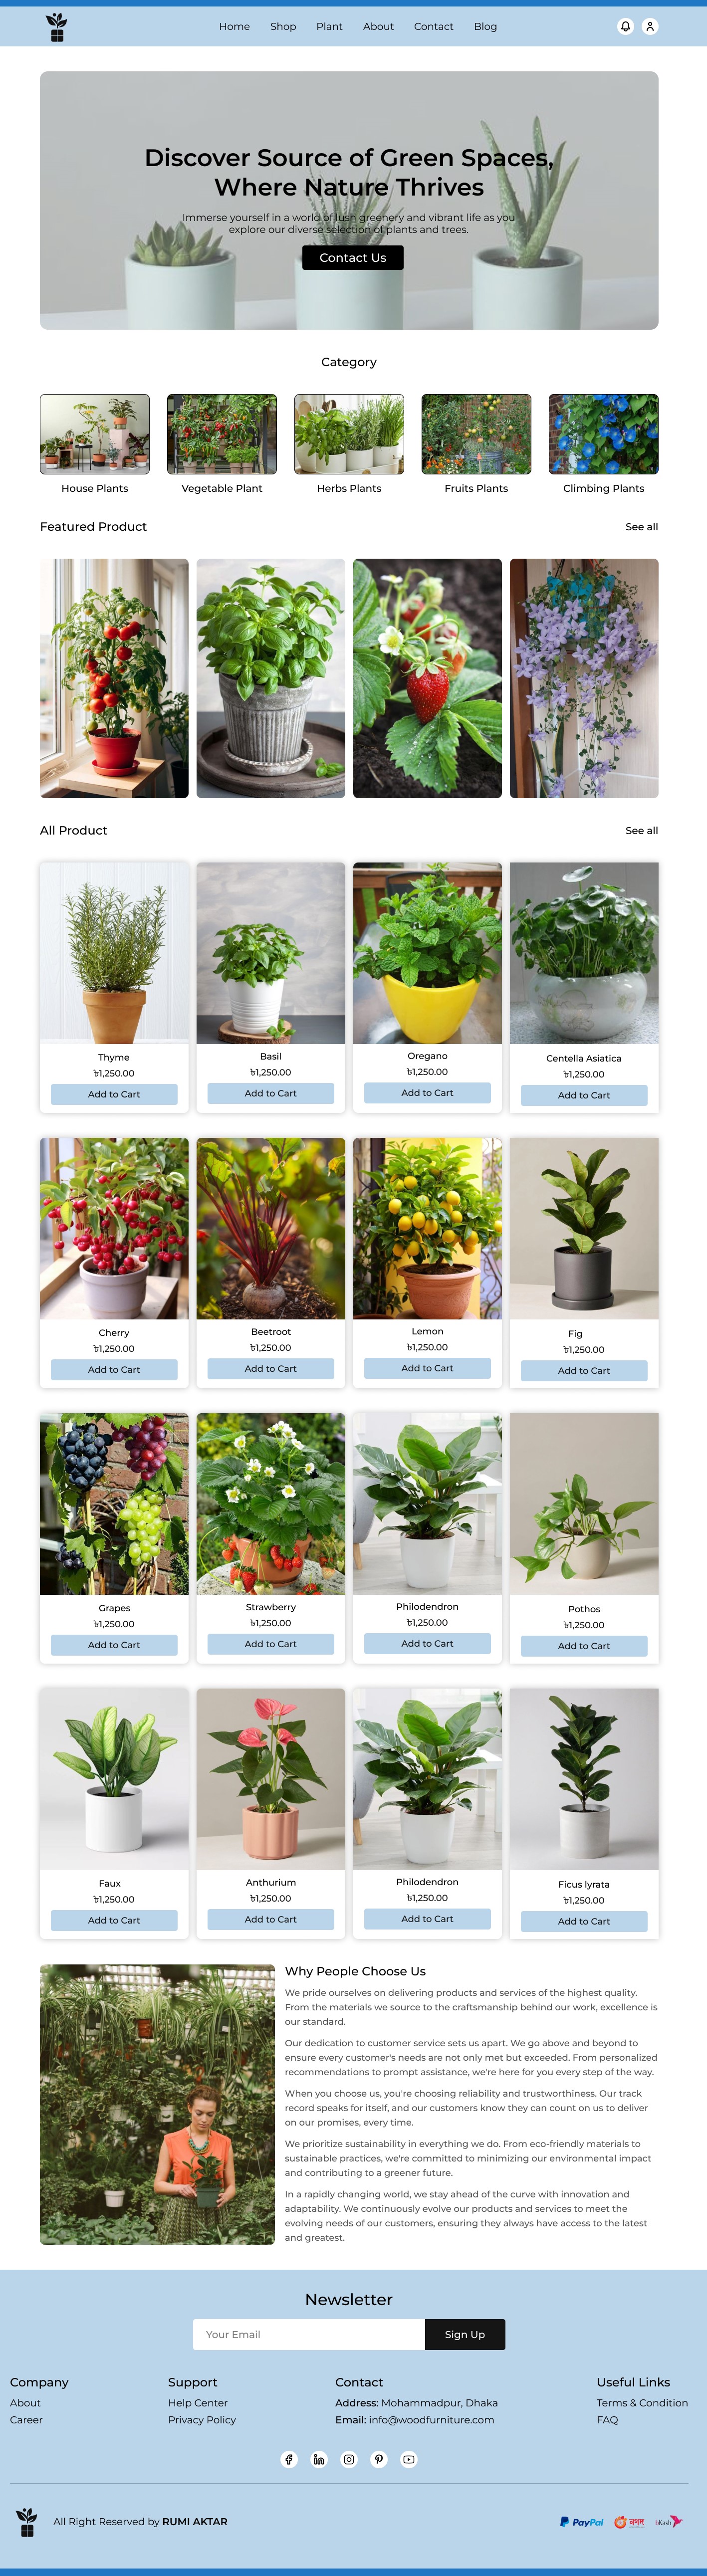 Home Shop Plant About Contact Blog
Discover Source of Green Spaces,
Where Nature Thrives
Immerse yourself in a world of lush greenery and vibrant life as you
explore our diverse selection of plants and trees.
Contact Us
Category
House Plants Vegetable Plant Herbs Plants Fruits Plants Climbing Plants
Featured Product See all
All Product See all
Thyme Basil Oregano Centella Asiatica
৳1,250.00 ৳1,250.00 ৳1,250.00 ৳1,250.00
Add to Cart Add to Cart Add to Cart Add to Cart
Cherry Beetroot Lemon Fig
৳1,250.00 ৳1,250.00 ৳1,250.00 ৳1,250.00
Add to Cart Add to Cart Add to Cart Add to Cart
Grapes Strawberry Philodendron Pothos
৳1,250.00 ৳1,250.00 ৳1,250.00 ৳1,250.00
Add to Cart Add to Cart Add to Cart Add to Cart
Faux Anthurium Philodendron Ficus lyrata
৳1,250.00 ৳1,250.00 ৳1,250.00 ৳1,250.00
Add to Cart Add to Cart Add to Cart Add to Cart
Why People Choose Us
We pride ourselves on delivering products and services of the highest quality.
From the materials we source to the craftsmanship behind our work, excellence is
our standard.
Our dedication to customer service sets us apart. We go above and beyond to
ensure every customer's needs are not only met but exceeded. From personalized
recommendations to prompt assistance, we're here for you every step of the way.
When you choose us, you're choosing reliability and trustworthiness. Our track
record speaks for itself, and our customers know they can count on us to deliver
on our promises, every time.
We prioritize sustainability in everything we do. From eco-friendly materials to
sustainable practices, we're committed to minimizing our environmental impact
and contributing to a greener future.
In a rapidly changing world, we stay ahead of the curve with innovation and
adaptability. We continuously evolve our products and services to meet the
evolving needs of our customers, ensuring they always have access to the latest
and greatest.
Newsletter
Your Email Sign Up
Company Support Contact Useful Links
About Help Center Address: Mohammadpur, Dhaka Terms & Condition
Career Privacy Policy Email: info@woodfurniture.com FAQ
All Right Reserved by RUMI AKTAR PayPal নগদ bKash